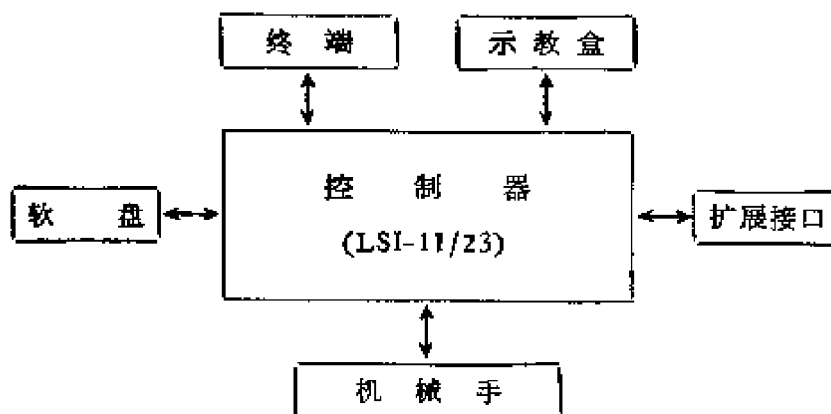 终端
示教盒
控制器
(LSI-11/23)
软盘
扩展接口
机械手